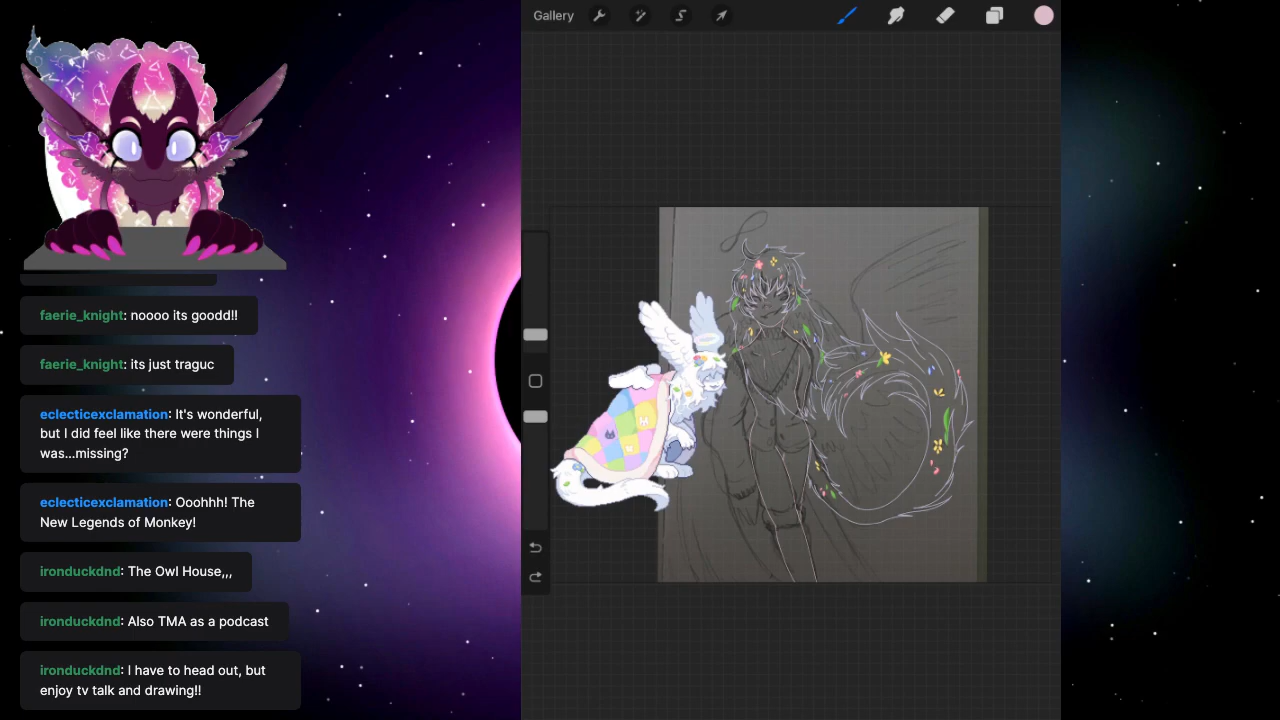 Gallery
faerie_knight: noooo its goodd!!
faerie_knight: its just traguc
eclecticexclamation: It's wonderful,
but I did feel like there were things I
was...missing?
eclecticexclamation: Ooohhh! The
New Legends of Monkey!
ironduckdnd: The Owl House,,,
ironduckdnd: Also TMA as a podcast
ironduckdnd: I have to head out, but
enjoy tv talk and drawing!!